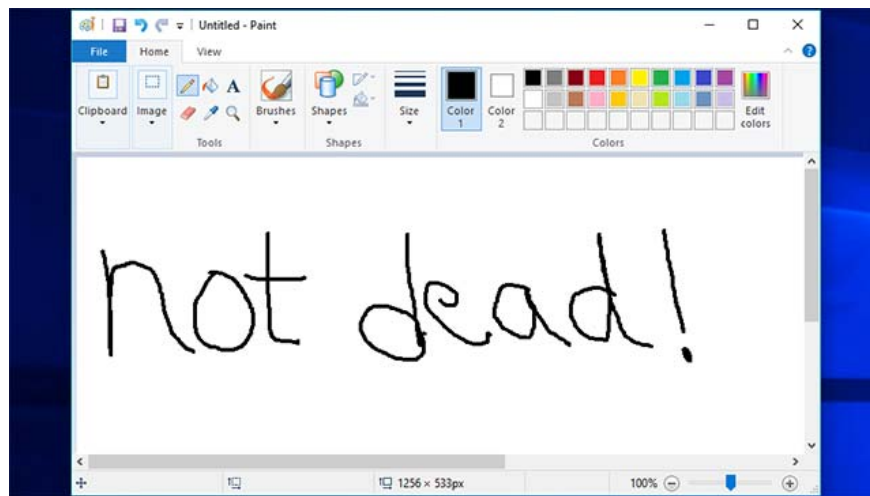 Untitled - Paint
File Home View
Clipboard Image Tools Brushes Shapes Shapes Size Color 1 Color 2 Colors Edit colors
not dead!
1256 × 533px 100%